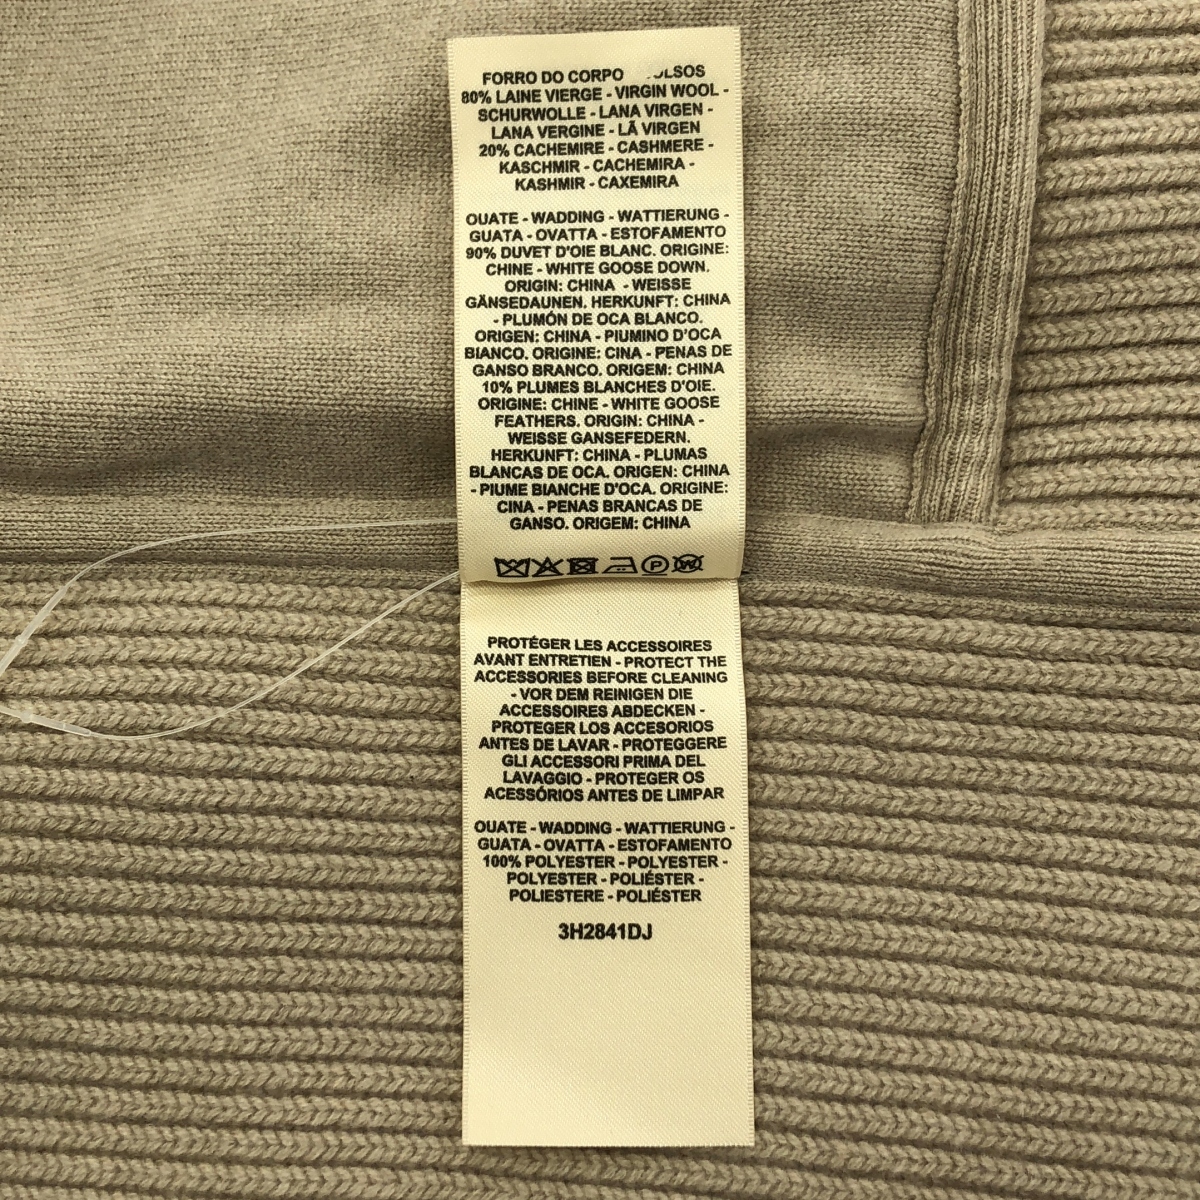 FORRO DO CORPO
80% LAINE VIERGE - VIRGIN WOOL -
SCHURWOLLE - LANA VIRGEN -
LANA VERGINE - LÃ VIRGEN
20% CACHEMIRE - CASHMERE -
KASCHMIR - CACHEMIRA -
KASHMIR - CAXEMIRA
OUATE - WADDING - WATTIERUNG -
GUATA - OVATTA - ESTOFAMENTO
90% DUVET D'OIE BLANC. ORIGINE:
CHINE - WHITE GOOSE DOWN.
ORIGIN: CHINA - WEISSE
GÄNSEDAUNEN. HERKUNFT: CHINA
- PLUMÓN DE OCA BLANCO.
ORIGEN: CHINA - PIUMINO D'OCA
BIANCO. ORIGINE: CINA - PENAS DE
GANSO BRANCO. ORIGEM: CHINA
10% PLUMES BLANCHES D'OIE.
ORIGINE: CHINE - WHITE GOOSE
FEATHERS. ORIGIN: CHINA -
WEISSE GANSEFEDERN.
HERKUNFT: CHINA - PLUMAS
BLANCAS DE OCA. ORIGEN: CHINA
- PIUME BIANCHE D'OCA. ORIGINE:
CINA - PENAS BRANCAS DE
GANSO. ORIGEM: CHINA
P W
PROTÉGER LES ACCESSOIRES
AVANT ENTRETIEN - PROTECT THE
ACCESSORIES BEFORE CLEANING
- VOR DEM REINIGEN DIE
ACCESSOIRES ABDECKEN -
PROTEGER LOS ACCESORIOS
ANTES DE LAVAR - PROTEGGERE
GLI ACCESSORI PRIMA DEL
LAVAGGIO - PROTEGER OS
ACESSÓRIOS ANTES DE LIMPAR
OUATE - WADDING - WATTIERUNG -
GUATA - OVATTA - ESTOFAMENTO
100% POLYESTER - POLYESTER -
POLYESTER - POLIÉSTER -
POLIESTERE - POLIÉSTER
3H2841DJ